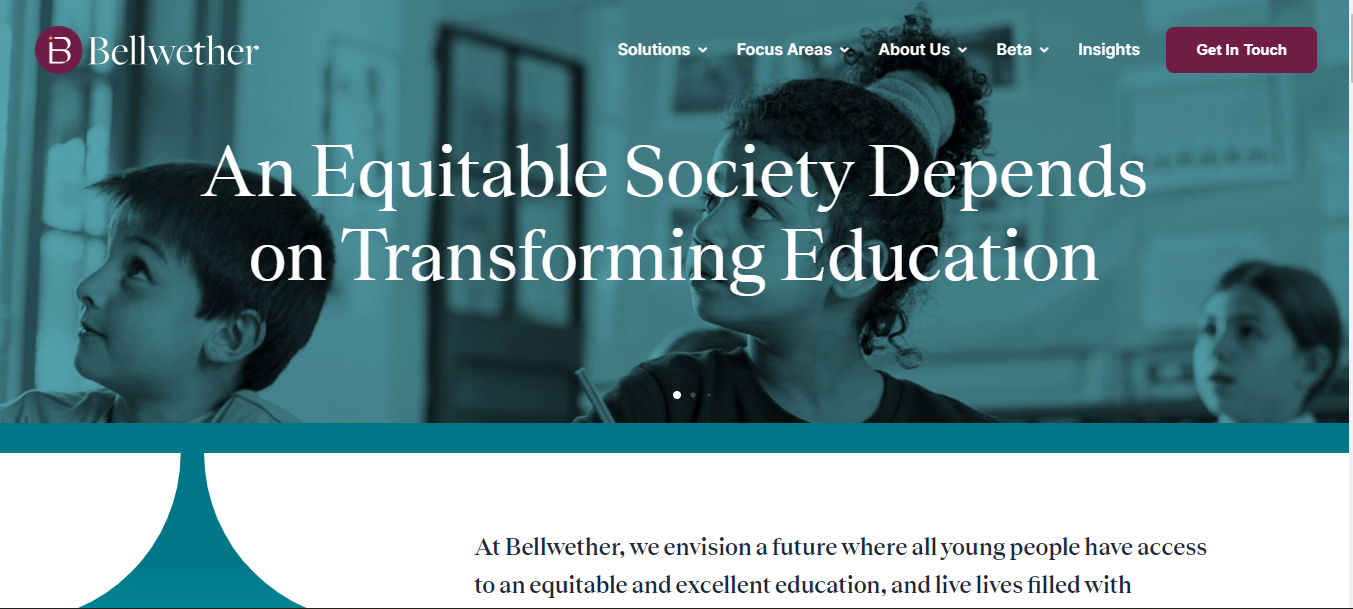 B Bellwether
Solutions Focus Areas About Us Beta Insights Get In Touch
An Equitable Society Depends
on Transforming Education
At Bellwether, we envision a future where all young people have access
to an equitable and excellent education, and live lives filled with